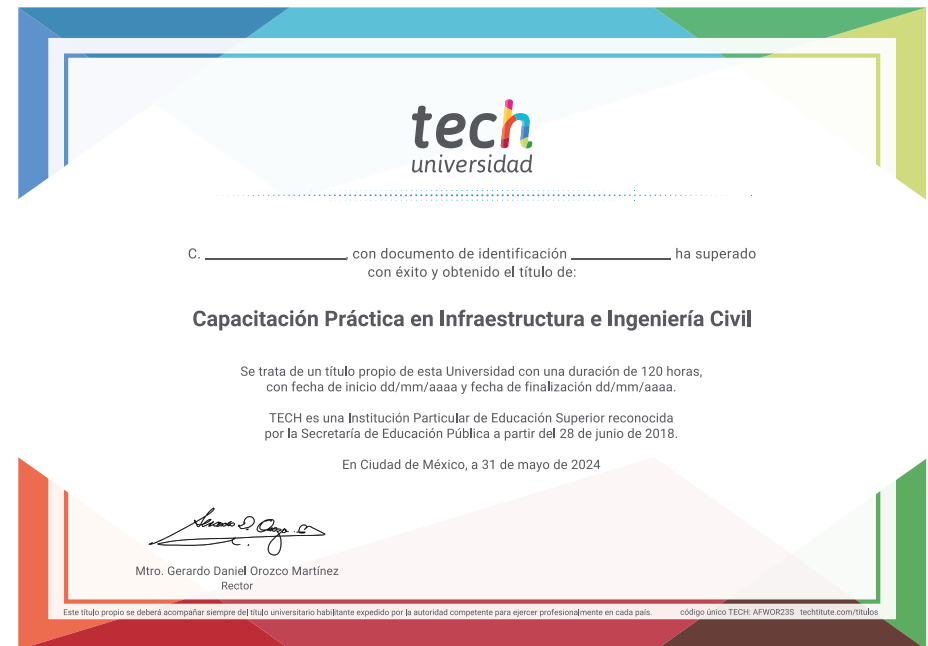 tech
universidad
C. ____________, con documento de identificación ____________ ha superado
con éxito y obtenido el título de:
Capacitación Práctica en Infraestructura e Ingeniería Civil
Se trata de un título propio de esta Universidad con una duración de 120 horas,
con fecha de inicio dd/mm/aaaa y fecha de finalización dd/mm/aaaa.
TECH es una Institución Particular de Educación Superior reconocida
por la Secretaría de Educación Pública a partir del 28 de junio de 2018.
En Ciudad de México, a 31 de mayo de 2024
Mtro. Gerardo Daniel Orozco Martínez
Rector
Este título propio se deberá acompañar siempre del título universitario habilitante expedido por la autoridad competente para ejercer profesionalmente en cada país. código único TECH: AFWOR23S techtitute.com/titulos